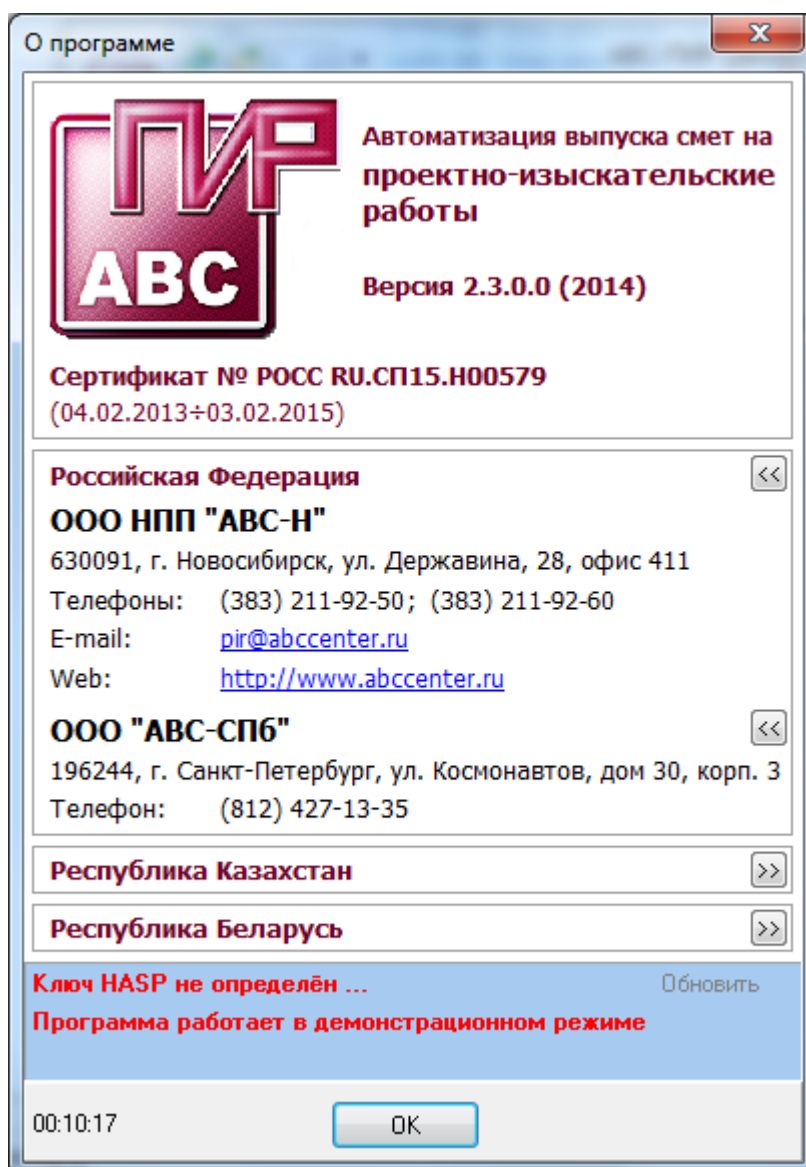 О программе
ПИР
АВС
Автоматизация выпуска смет на
проектно-изыскательские
работы
Версия 2.3.0.0 (2014)
Сертификат № РОСС RU.СП15.Н00579
(04.02.2013÷03.02.2015)
Российская Федерация
<<
ООО НПП "АВС-Н"
630091, г. Новосибирск, ул. Державина, 28, офис 411
Телефоны: (383) 211-92-50; (383) 211-92-60
E-mail: pir@abccenter.ru
Web: http://www.abccenter.ru
ООО "АВС-СПб"
<<
196244, г. Санкт-Петербург, ул. Космонавтов, дом 30, корп. 3
Телефон: (812) 427-13-35
Республика Казахстан
>>
Республика Беларусь
>>
Ключ HASP не определён ...
Обновить
Программа работает в демонстрационном режиме
00:10:17
OK